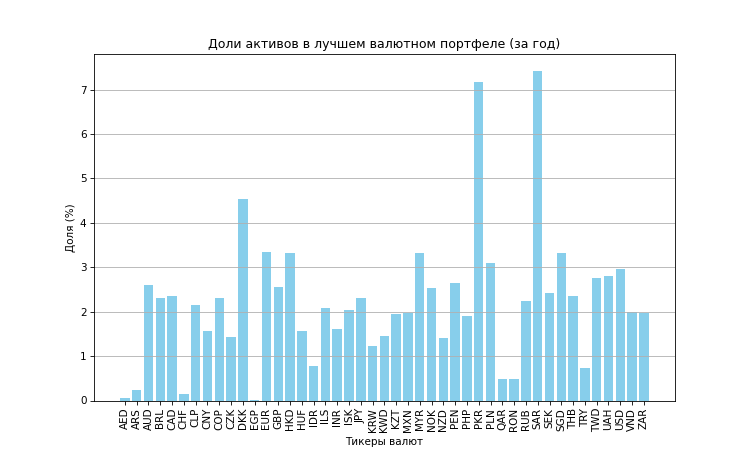 Доли активов в лучшем валютном портфеле (за год)
Доля (%)
7
6
5
4
3
2
1
0
AED ARS AUD BRL CAD CHF CLP CNY COP CZK DKK EGP EUR GBP HKD HUF IDR ILS INR ISK JPY KRW KWD KZT MXN MYR NOK NZD PEN PHP PKR PLN QAR RON RUB SAR SEK SGD THB TRY TWD UAH USD VND ZAR
Тикеры валют